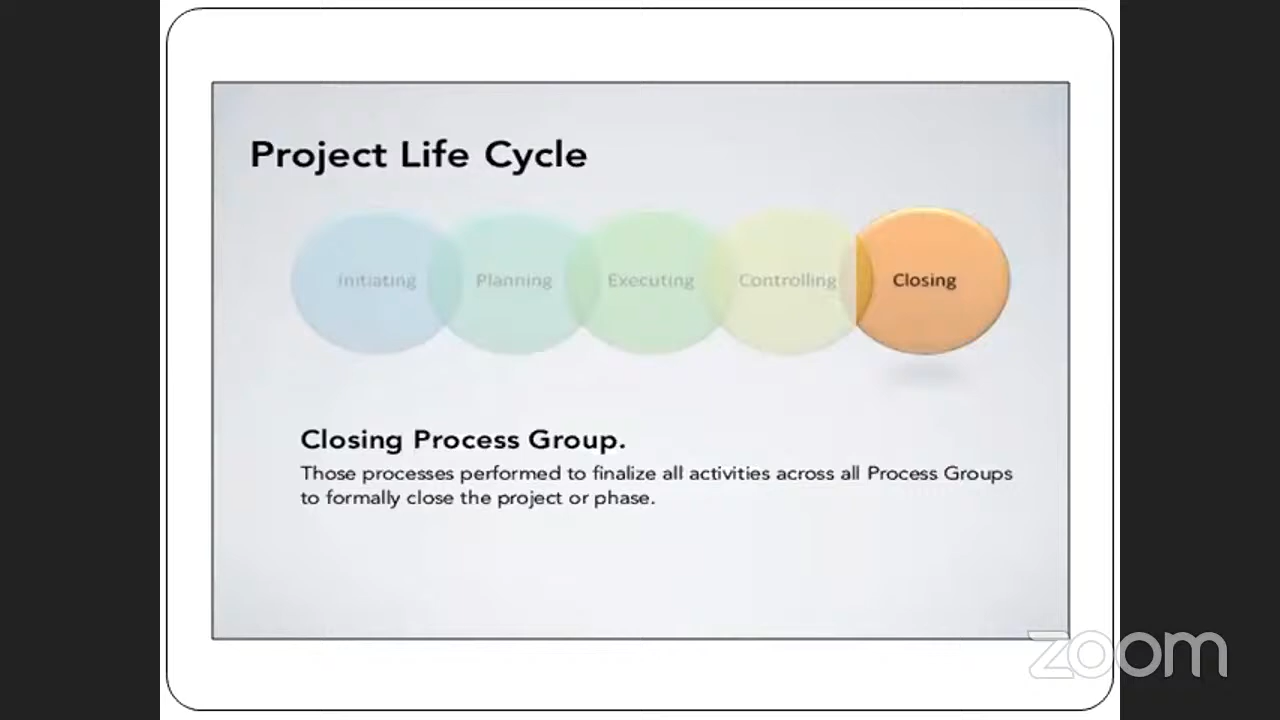 Project Life Cycle
Initiating Planning Executing Controlling Closing
Closing Process Group.
Those processes performed to finalize all activities across all Process Groups
to formally close the project or phase.
zoom